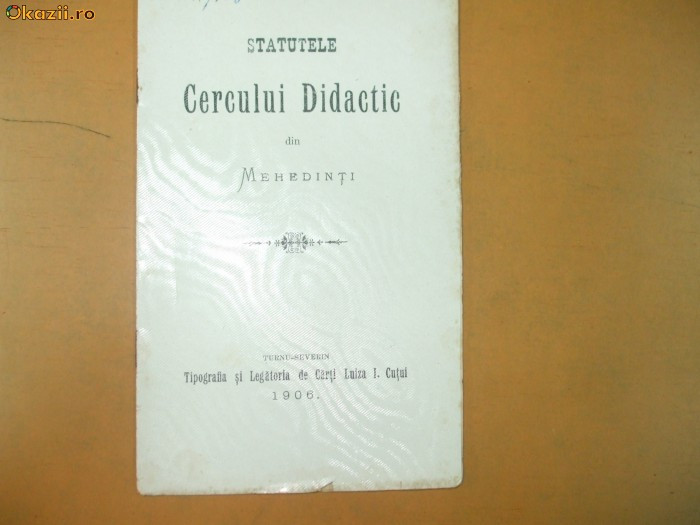 Okazii.ro
STATUTELE
Cercului Didactic
din
MEHEDINȚI
TURNU-SEVERIN
Tipografia și Legătoria de Cărți Luiza I. Cuțui
1906.